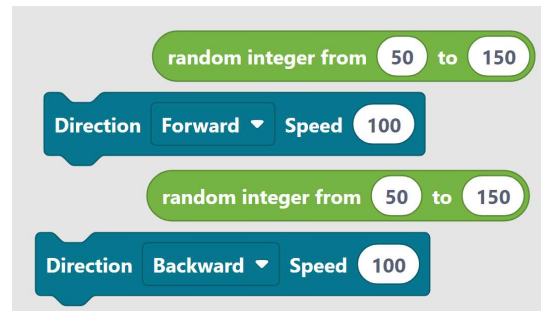 random integer from 50 to 150
Direction Forward Speed 100
random integer from 50 to 150
Direction Backward Speed 100